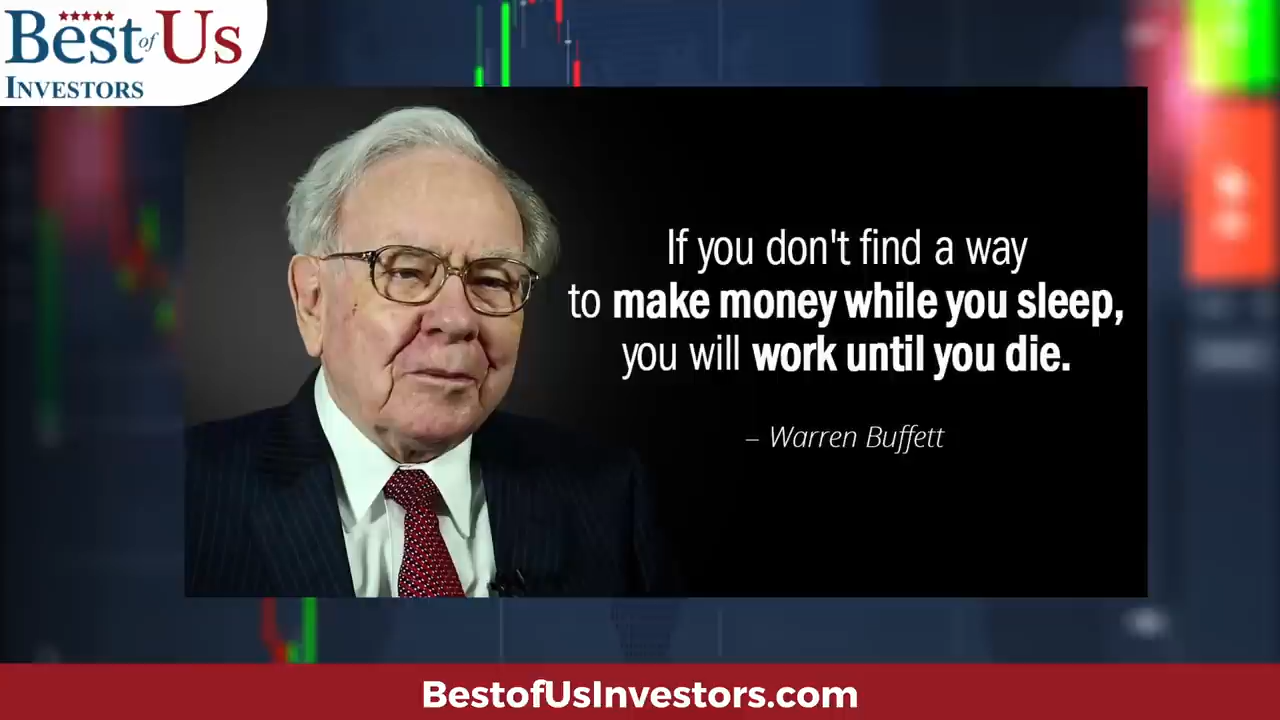 Best of Us
INVESTORS
If you don't find a way
to make money while you sleep,
you will work until you die.
– Warren Buffett
BestofUsInvestors.com